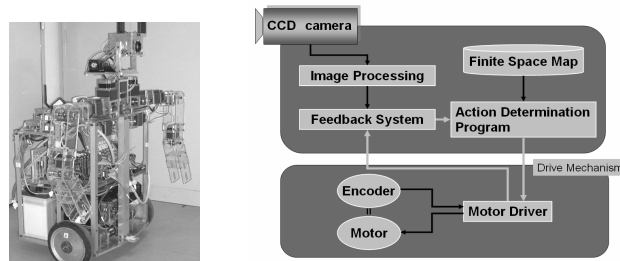 CCD camera
Image Processing
Finite Space Map
Feedback System
Action Determination
Program
Drive Mechanism
Encoder
Motor Driver
Motor